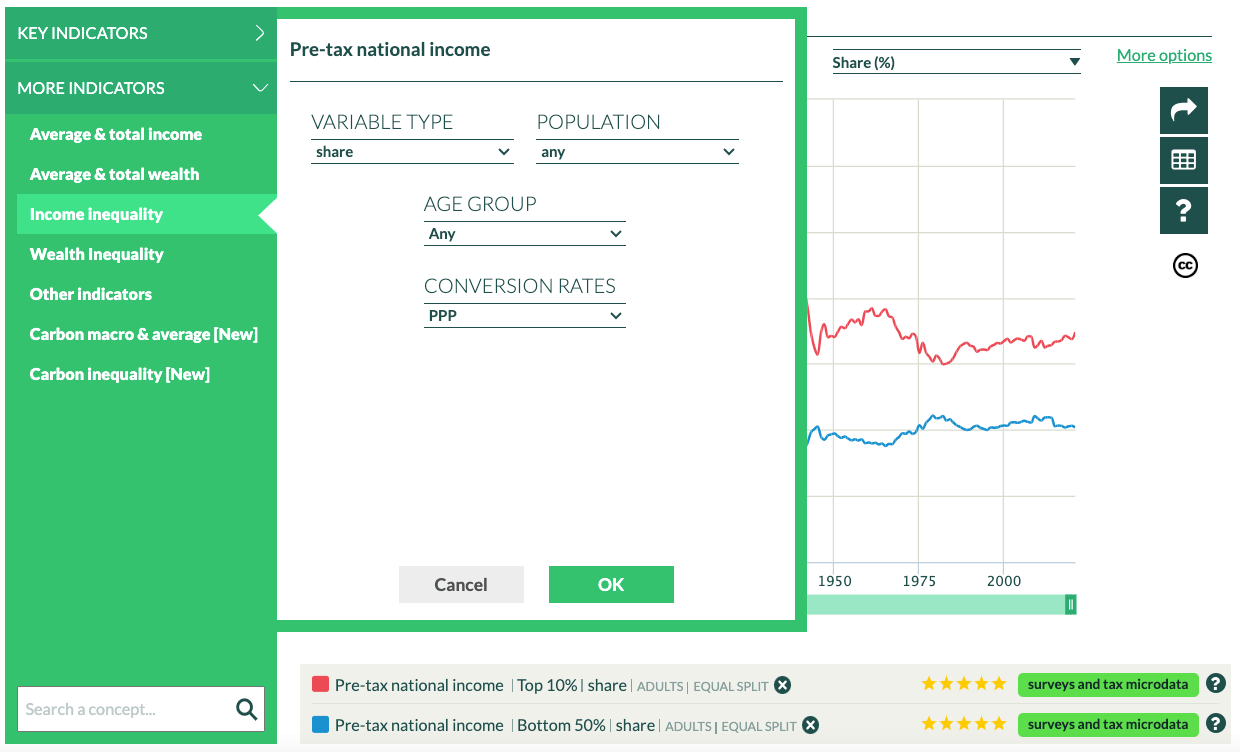 KEY INDICATORS
MORE INDICATORS
Average & total income
Average & total wealth
Income inequality
Wealth Inequality
Other indicators
Carbon macro & average [New]
Carbon inequality [New]
Search a concept...
Pre-tax national income
VARIABLE TYPE
POPULATION
share
any
AGE GROUP
Any
CONVERSION RATES
PPP
Cancel
OK
Share (%)
More options
?
cc
1950
1975
2000
Pre-tax national income | Top 10% | share | ADULTS | EQUAL SPLIT
surveys and tax microdata ?
Pre-tax national income | Bottom 50% | share | ADULTS | EQUAL SPLIT
surveys and tax microdata ?